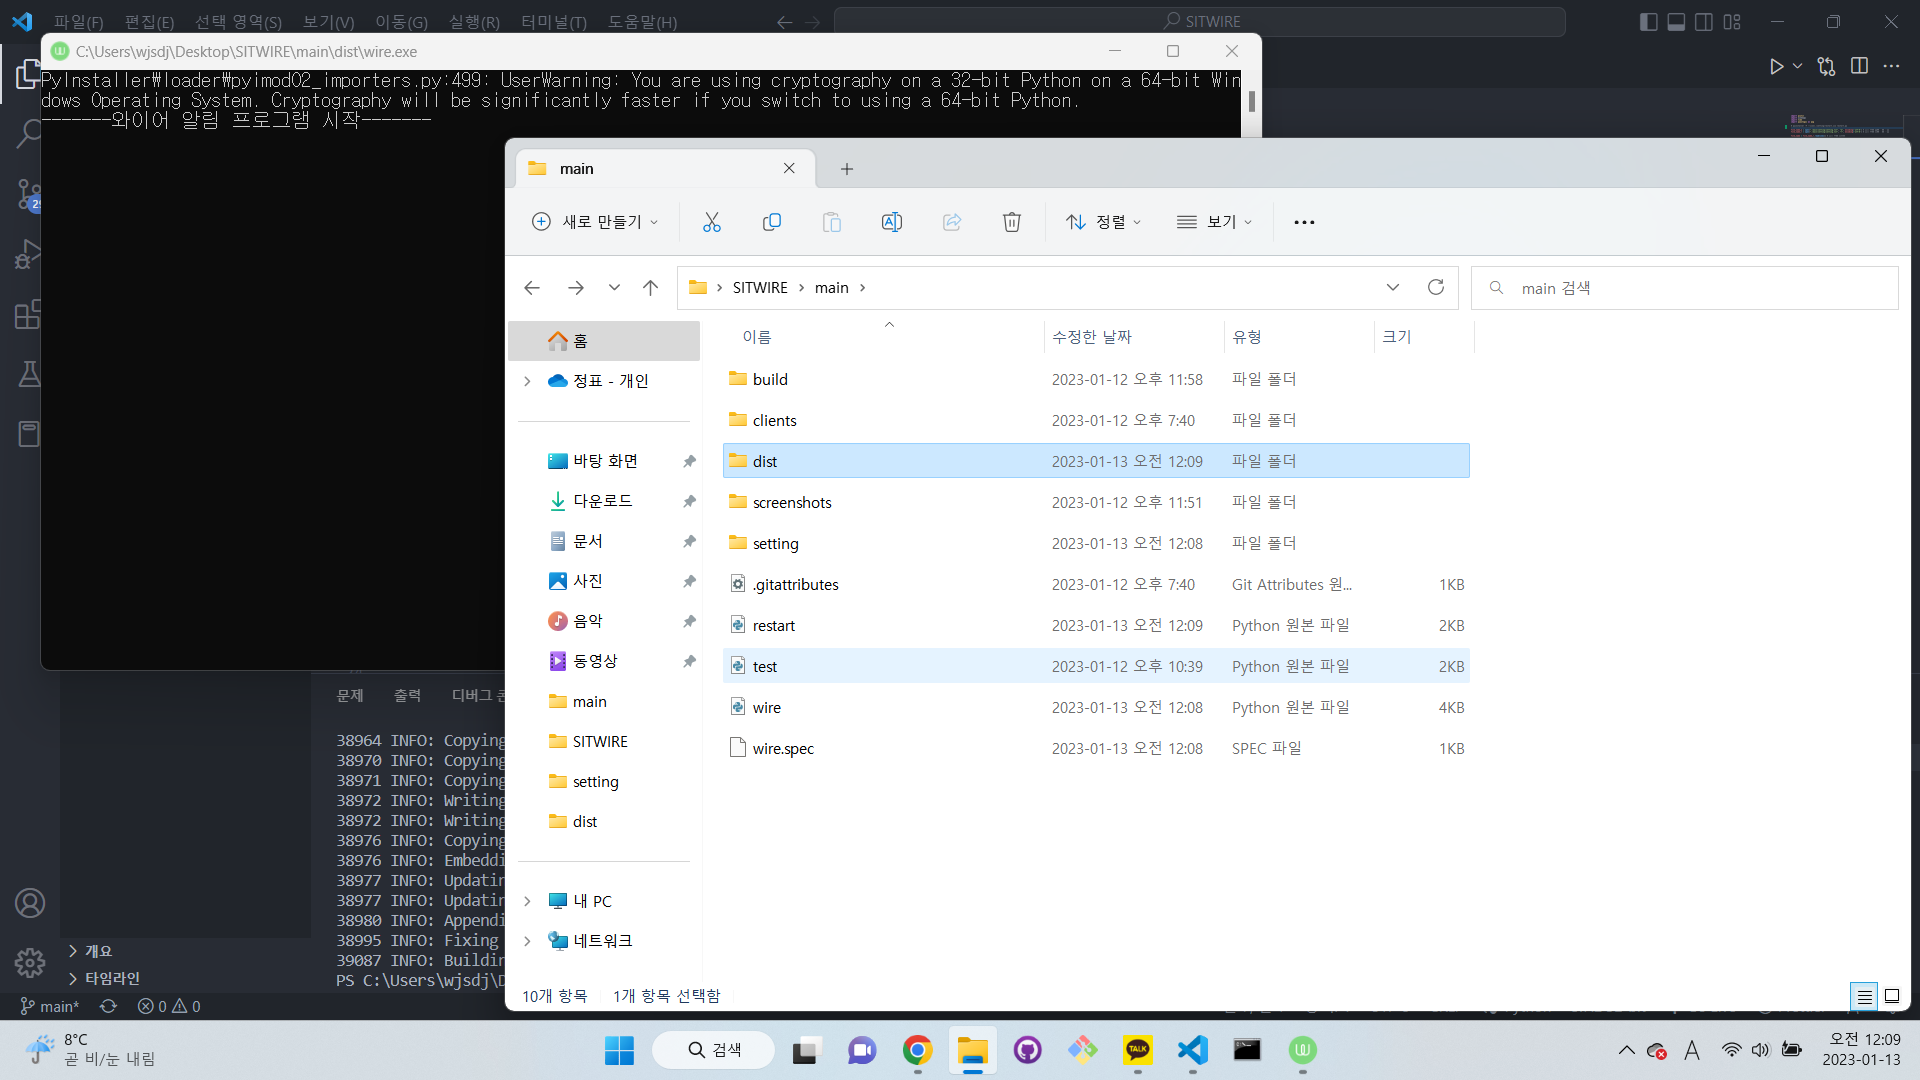 파일(F) 편집(E) 선택 영역(S) 보기(V) 이동(G) 실행(R) 터미널(T) 도움말(H)
SITWIRE
C:\Users\wjsdj\Desktop\SITWIRE\main\dist\wire.exe
PyInstaller₩loader₩pyimod02_importers.py:499: UserWarning: You are using cryptography on a 32-bit Python on a 64-bit Win
dows Operating System. Cryptography will be significantly faster if you switch to using a 64-bit Python.
-------와이어 알림 프로그램 시작-------
main
새로 만들기
정렬
보기
SITWIRE
main
main 검색
이름 수정한 날짜 유형 크기
build 2023-01-12 오후 11:58 파일 폴더
clients 2023-01-12 오후 7:40 파일 폴더
dist 2023-01-13 오전 12:09 파일 폴더
screenshots 2023-01-12 오후 11:51 파일 폴더
setting 2023-01-13 오전 12:08 파일 폴더
.gitattributes 2023-01-12 오후 7:40 Git Attributes 원... 1KB
restart 2023-01-13 오전 12:09 Python 원본 파일 2KB
test 2023-01-12 오후 10:39 Python 원본 파일 2KB
wire 2023-01-13 오전 12:08 Python 원본 파일 4KB
wire.spec 2023-01-13 오전 12:08 SPEC 파일 1KB
홈
정표 - 개인
바탕 화면
다운로드
문서
사진
음악
동영상
main
SITWIRE
setting
dist
내 PC
네트워크
10개 항목 1개 항목 선택함
문제 출력 디버그 콘
38964 INFO: Copying
38970 INFO: Copying
38971 INFO: Copying
38972 INFO: Writing
38972 INFO: Writing
38976 INFO: Copying
38976 INFO: Embeddi
38977 INFO: Updatin
38977 INFO: Updatin
38980 INFO: Appendi
38995 INFO: Fixing
39087 INFO: Buildin
PS C:\Users\wjsdj\D
개요
타임라인
main* 0 0
8°C
곧 비/눈 내림
검색
TALK
A
오전 12:09
2023-01-13